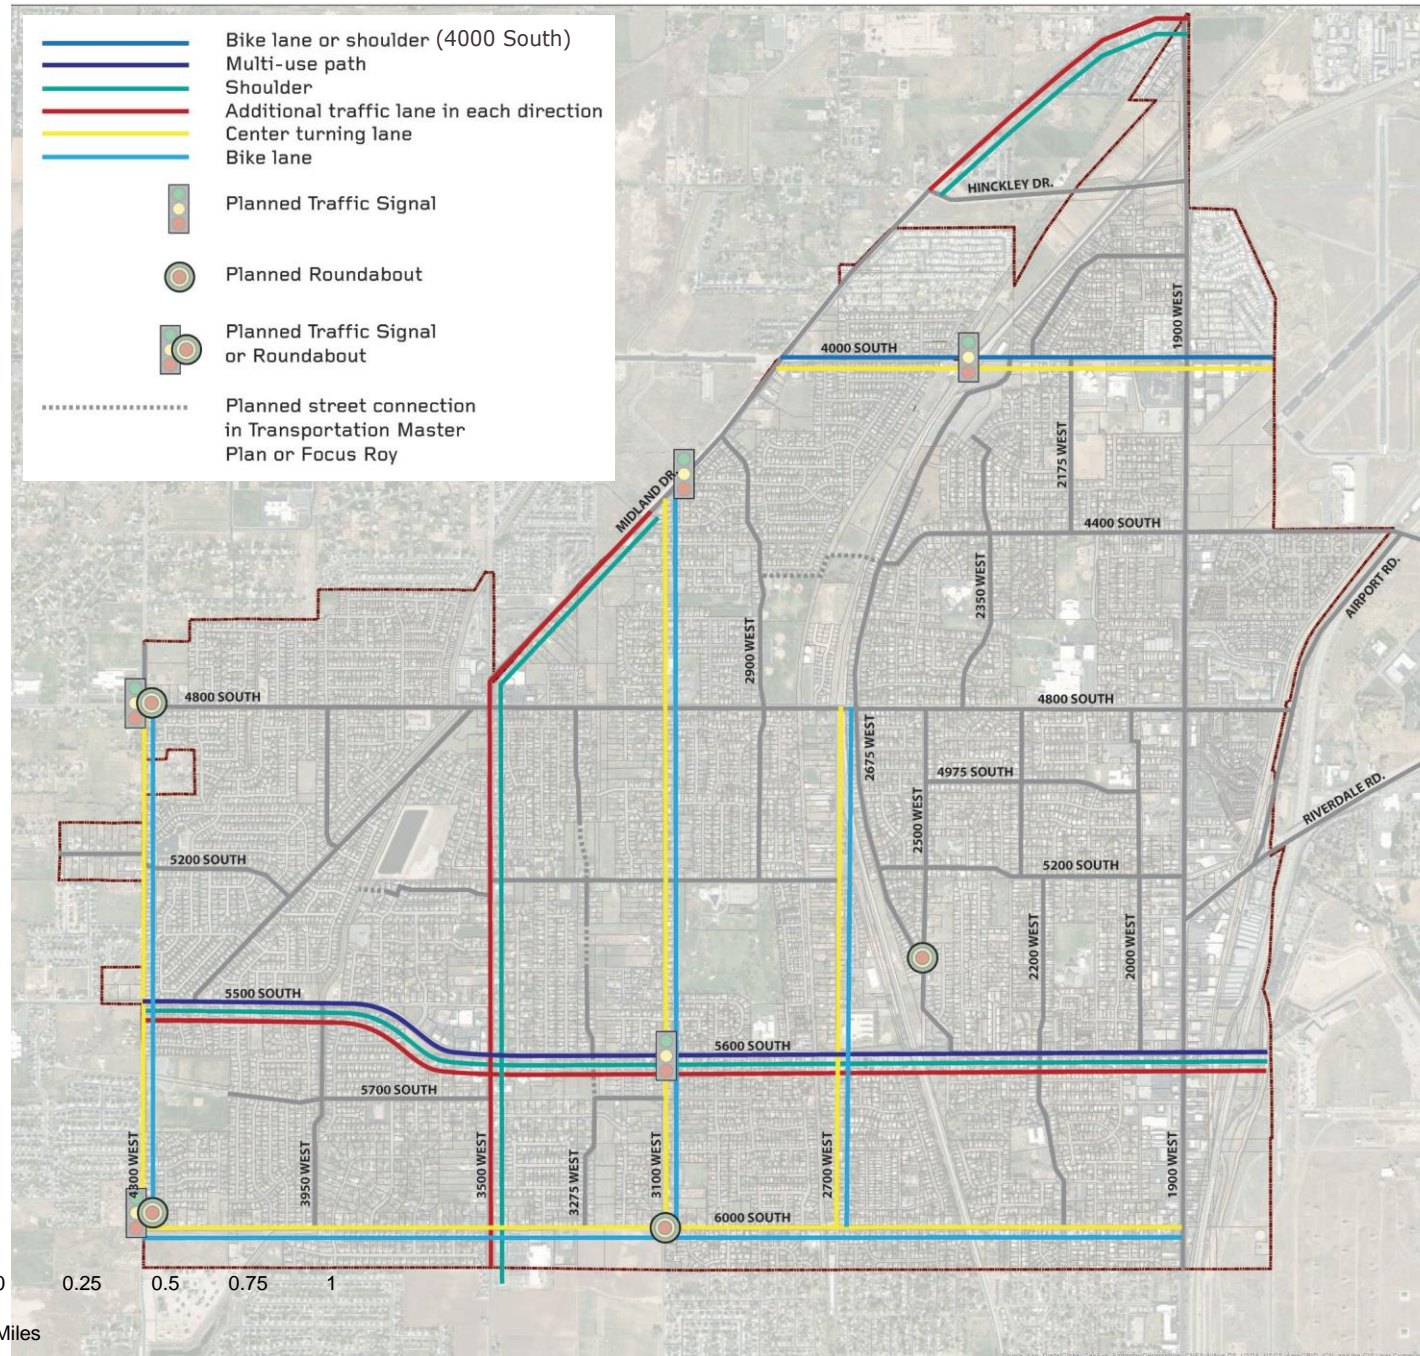 Bike lane or shoulder (4000 South)
Multi-use path
Shoulder
Additional traffic lane in each direction
Center turning lane
Bike lane
Planned Traffic Signal
Planned Roundabout
Planned Traffic Signal
or Roundabout
Planned street connection
in Transportation Master
Plan or Focus Roy
HINCKLEY DR.
1900 WEST
4000 SOUTH
2175 WEST
MIDLAND DR.
4400 SOUTH
2350 WEST
AIRPORT RD.
2900 WEST
4800 SOUTH
4800 SOUTH
2675 WEST
4975 SOUTH
2500 WEST
RIVERDALE RD.
5200 SOUTH
5200 SOUTH
2200 WEST
2000 WEST
5500 SOUTH
5600 SOUTH
5700 SOUTH
4300 WEST
3950 WEST
3500 WEST
3275 WEST
3100 WEST
2700 WEST
1900 WEST
6000 SOUTH
0 0.25 0.5 0.75 1
Miles